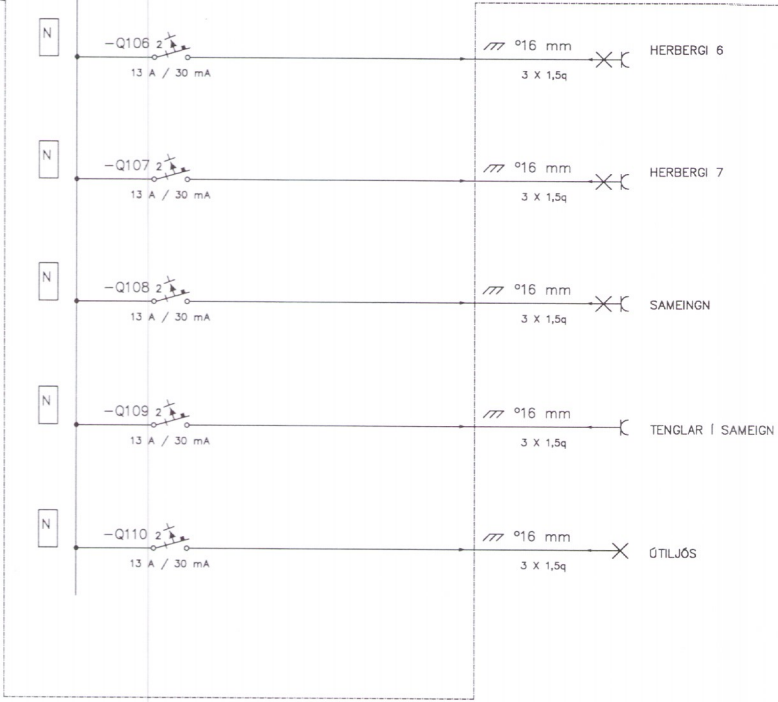 N
-Q106 2
13 A / 30 mA
°16 mm
3 X 1,5q
HERBERGI 6
N
-Q107 2
13 A / 30 mA
°16 mm
3 X 1,5q
HERBERGI 7
N
-Q108 2
13 A / 30 mA
°16 mm
3 X 1,5q
SAMEINGN
N
-Q109 2
13 A / 30 mA
°16 mm
3 X 1,5q
TENGLAR Í SAMEIGN
N
-Q110 2
13 A / 30 mA
°16 mm
3 X 1,5q
ÚTILJÓS